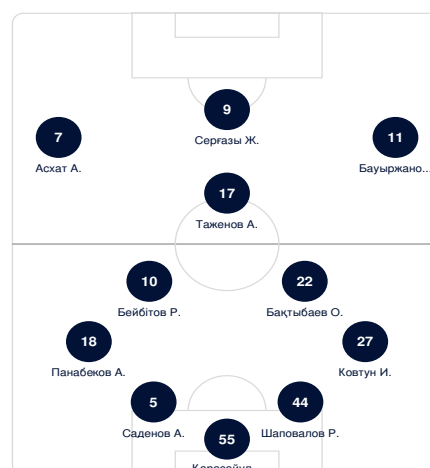 9
Серғазы Ж.
7
Асхат А.
11
Бауыржано...
17
Таженов А.
10
Бейбітов Р.
22
Бақтыбаев О.
18
Панабеков А.
27
Ковтун И.
5
Саденов А.
44
Шаповалов Р.
55